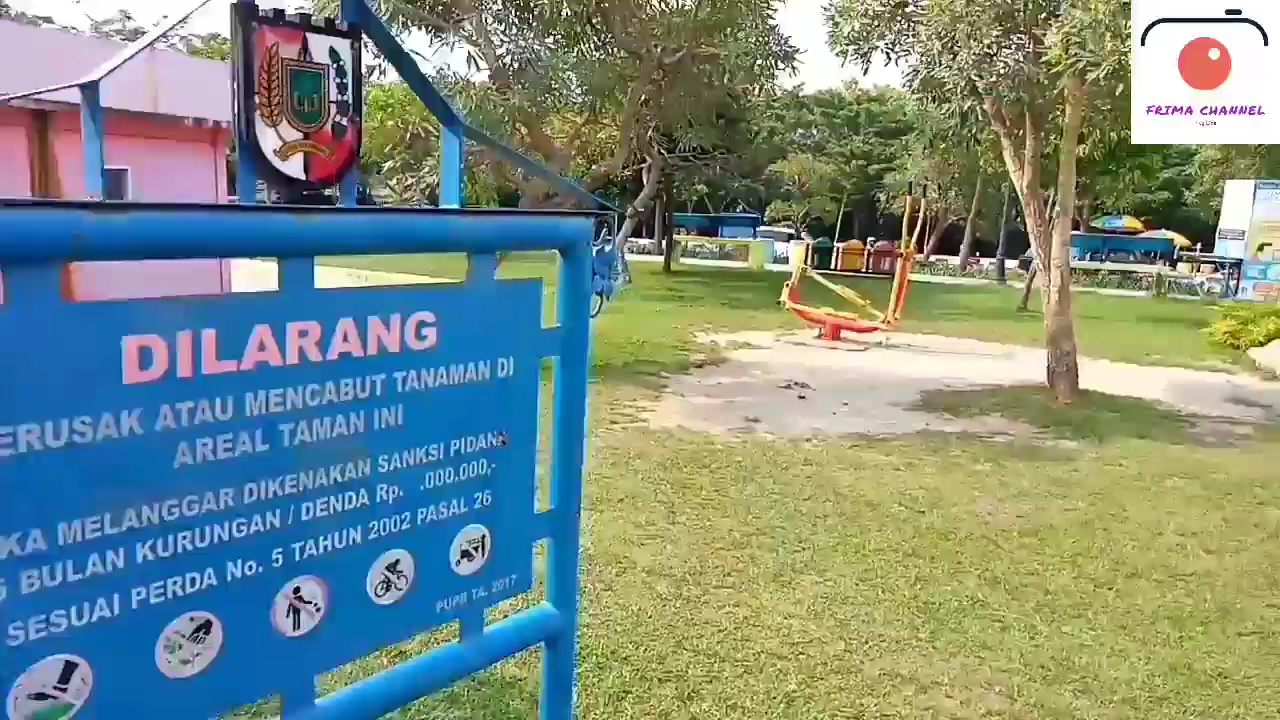 DILARANG
ERUSAK ATAU MENCABUT TANAMAN DI
AREAL TAMAN INI
KA MELANGGAR DIKENAKAN SANKSI PIDANA
BULAN KURUNGAN / DENDA Rp. .000.000,-
SESUAI PERDA No. 5 TAHUN 2002 PASAL 26
PUPR TA. 2017
FRIMA CHANNEL